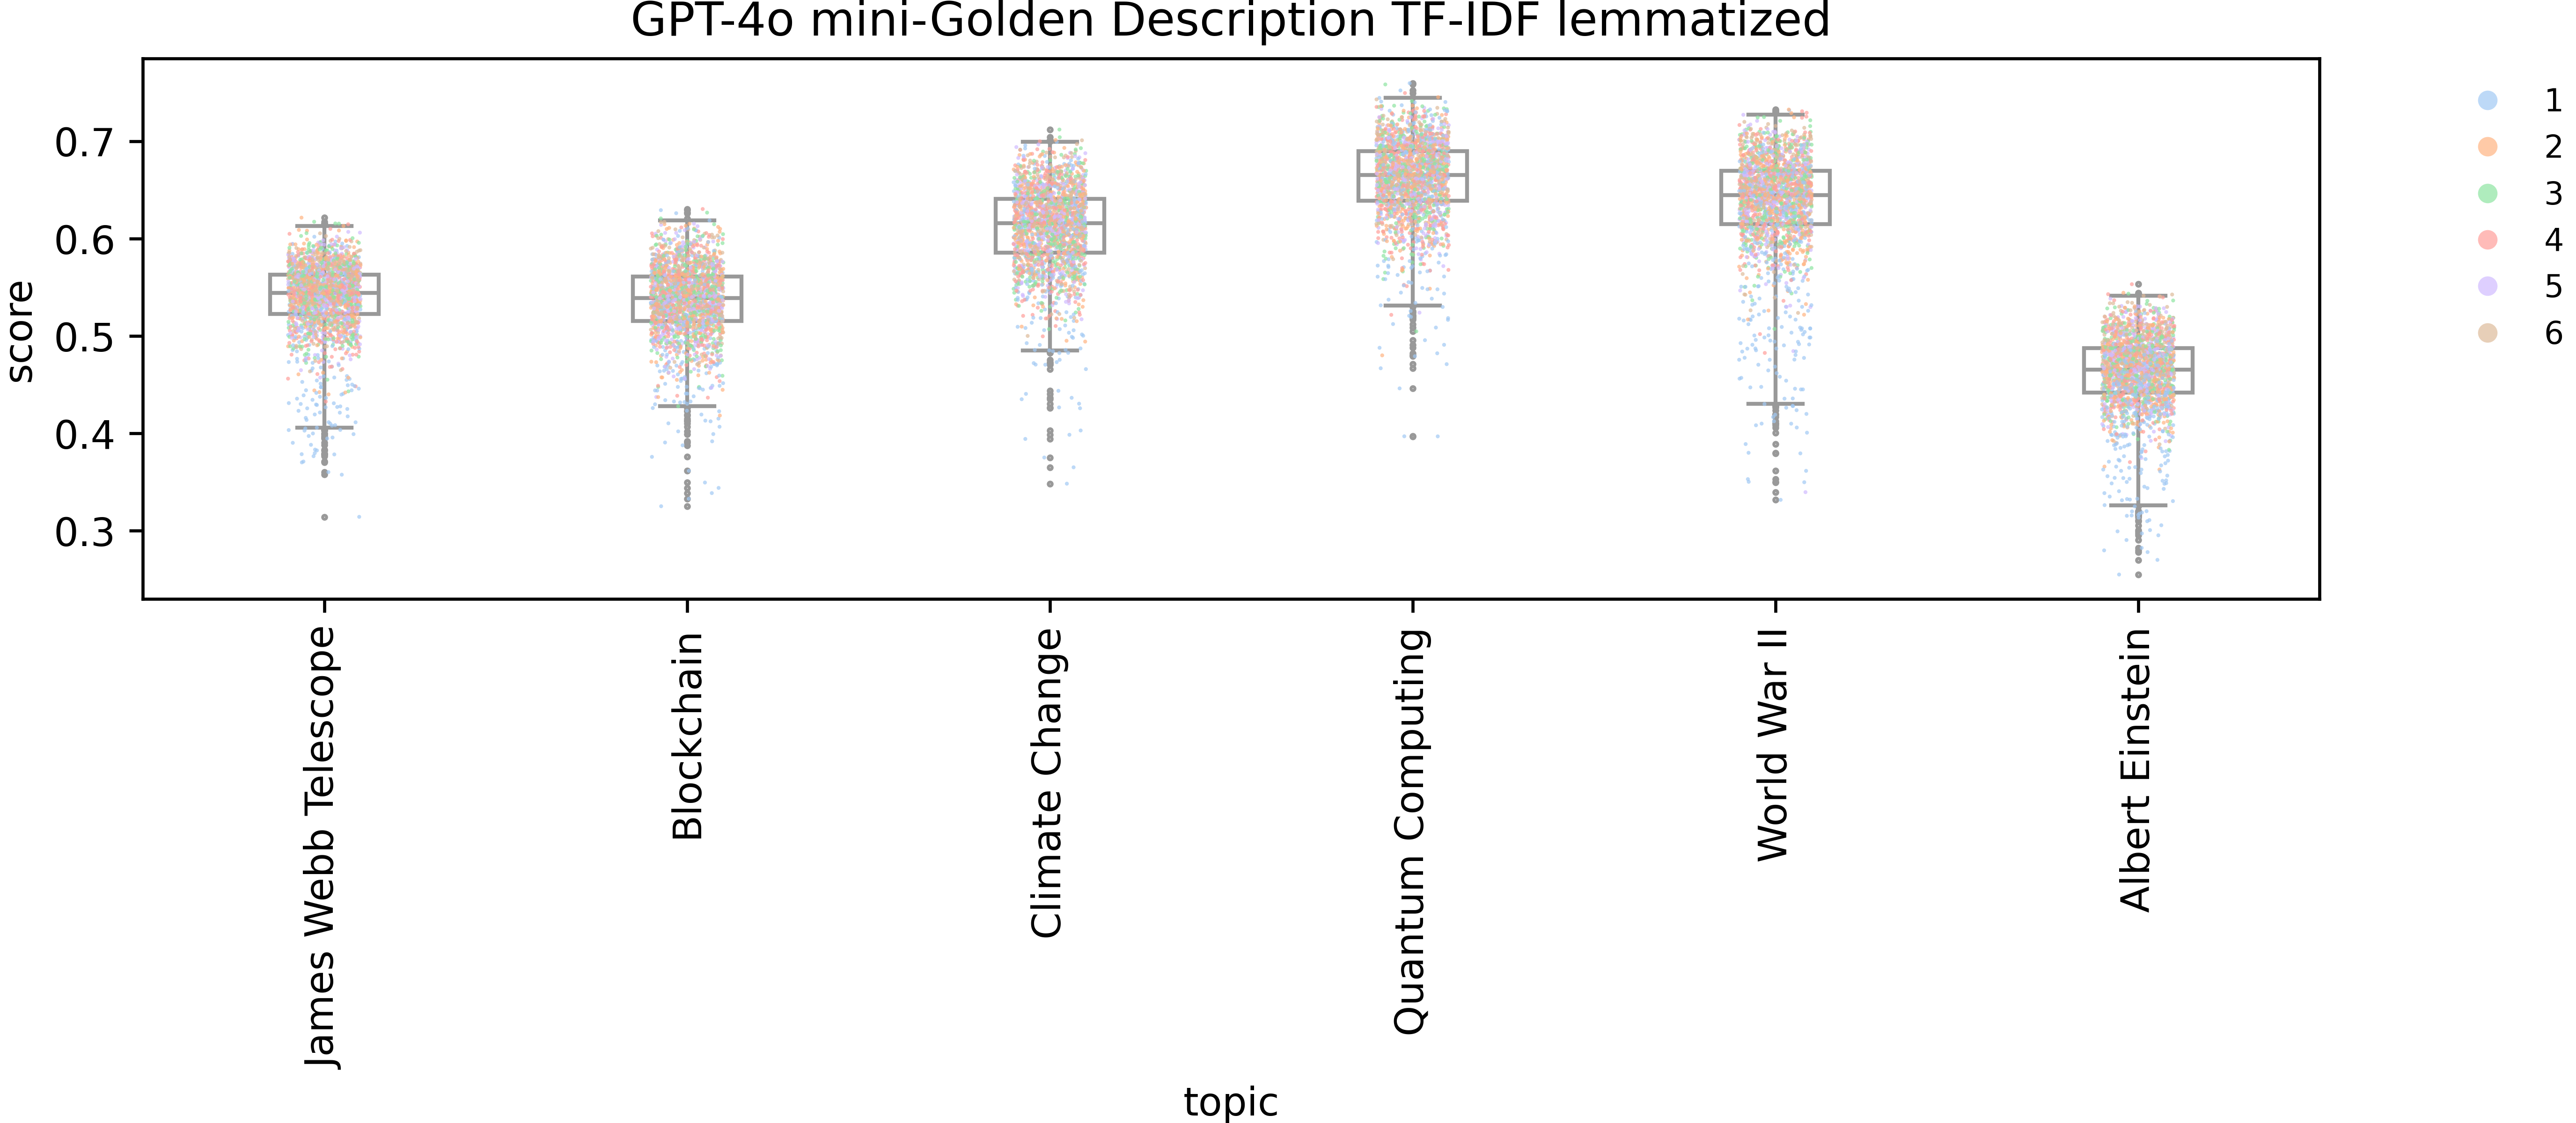 GPT-4o mini-Golden Description TF-IDF lemmatized
score
0.7
0.6
0.5
0.4
0.3
James Webb Telescope
Blockchain
Climate Change
Quantum Computing
World War II
Albert Einstein
topic
1
2
3
4
5
6